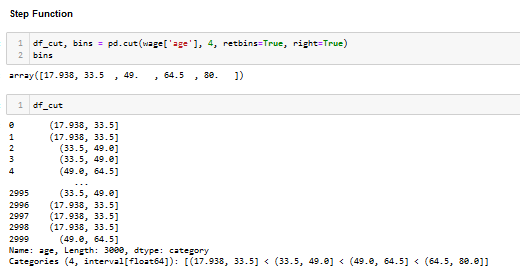 Step Function
1 df_cut, bins = pd.cut(wage['age'], 4, retbins=True, right=True)
2 bins
array([17.938, 33.5  , 49.   , 64.5  , 80.   ])
1 df_cut
0       (17.938, 33.5]
1       (17.938, 33.5]
2         (33.5, 49.0]
3         (33.5, 49.0]
4         (49.0, 64.5]
...
2995      (33.5, 49.0]
2996    (17.938, 33.5]
2997    (17.938, 33.5]
2998    (17.938, 33.5]
2999      (49.0, 64.5]
Name: age, Length: 3000, dtype: category
Categories (4, interval[float64]): [(17.938, 33.5] < (33.5, 49.0] < (49.0, 64.5] < (64.5, 80.0]]